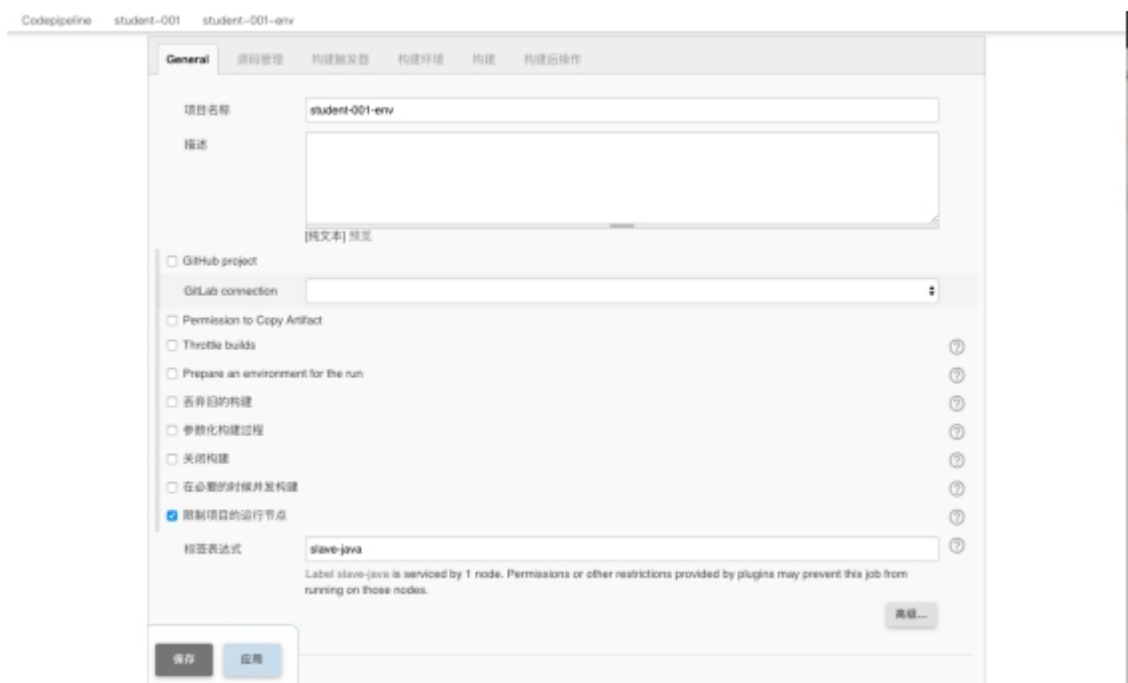 Codepipeline student-001 student-001-env
General 源码管理 构建触发器 构建环境 构建 构建后操作
项目名称 student-001-env
描述
[纯文本] 预览
GitHub project
GitLab connection
Permission to Copy Artifact
Throttle builds
Prepare an environment for the run
丢弃旧的构建
参数化构建过程
关闭构建
在必要的时候并发构建
限制项目的运行节点
标签表达式 slave-java
Label slave-java is serviced by 1 node. Permissions or other restrictions provided by plugins may prevent this job from
running on those nodes.
高级...
保存 应用